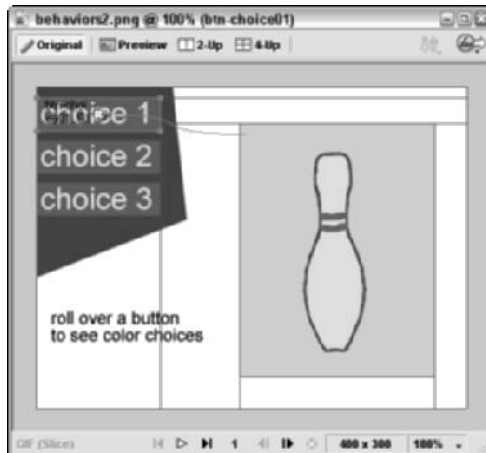 behaviors2.png @ 100% (btn-choice01)
Original Preview 2-Up 4-Up
choice 1
choice 2
choice 3
roll over a button
to see color choices
GIF (Slice) 1 400 x 300 100%